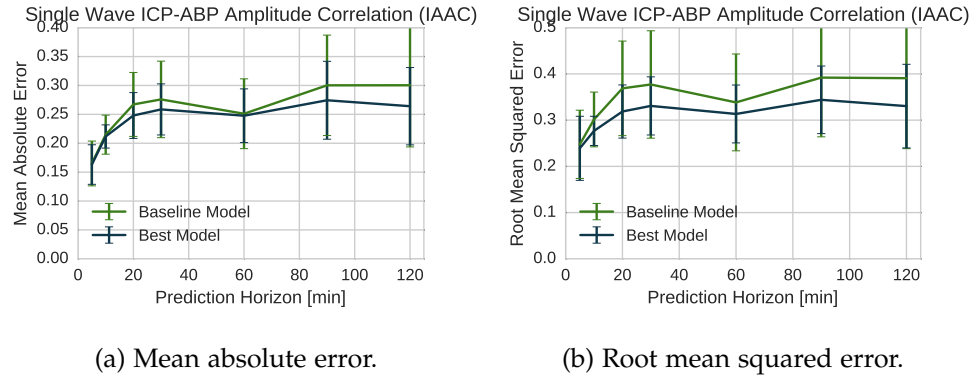 Single Wave ICP-ABP Amplitude Correlation (IAAC)
0.40
0.35
0.30
0.25
0.20
0.15
0.10
0.05
0.00
Mean Absolute Error
Baseline Model
Best Model
0 20 40 60 80 100 120
Prediction Horizon [min]
(a) Mean absolute error.
Single Wave ICP-ABP Amplitude Correlation (IAAC)
0.5
0.4
0.3
0.2
0.1
0.0
Root Mean Squared Error
Baseline Model
Best Model
0 20 40 60 80 100 120
Prediction Horizon [min]
(b) Root mean squared error.